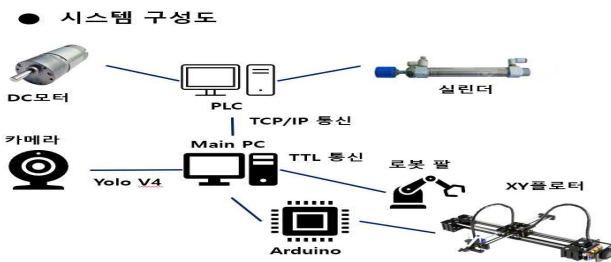 ● 시스템 구성도
DC모터
PLC
실린더
TCP/IP 통신
카메라
Main PC
TTL 통신
로봇 팔
XY플로터
Yolo V4
Arduino